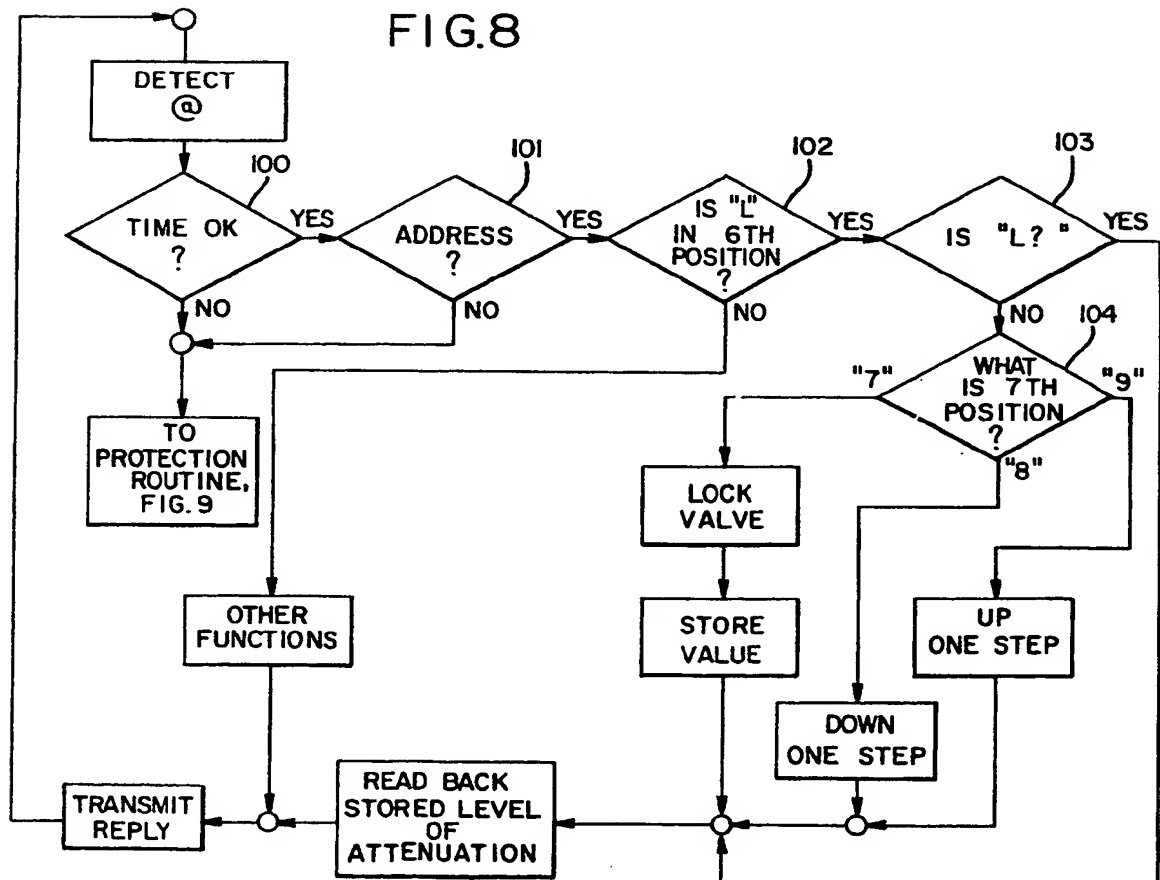 FIG.8
DETECT
@
100
TIME OK
?
YES
NO
101
ADDRESS
?
YES
NO
102
IS "L"
IN 6TH
POSITION
?
YES
NO
103
IS "L? "
YES
NO
104
WHAT
IS 7TH
POSITION
?
"7"
"8"
"9"
TO
PROTECTION
ROUTINE,
FIG. 9
LOCK
VALVE
STORE
VALUE
UP
ONE STEP
OTHER
FUNCTIONS
DOWN
ONE STEP
READ BACK
STORED LEVEL
OF
ATTENUATION
TRANSMIT
REPLY